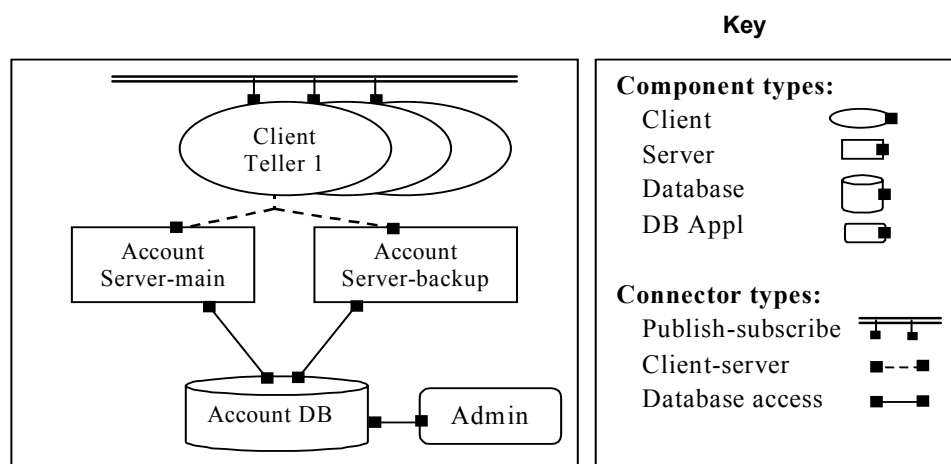 Key
Client
Teller 1
Account
Server-main
Account
Server-backup
Account DB
Admin
Component types:
Client
Server
Database
DB Appl
Connector types:
Publish-subscribe
Client-server
Database access